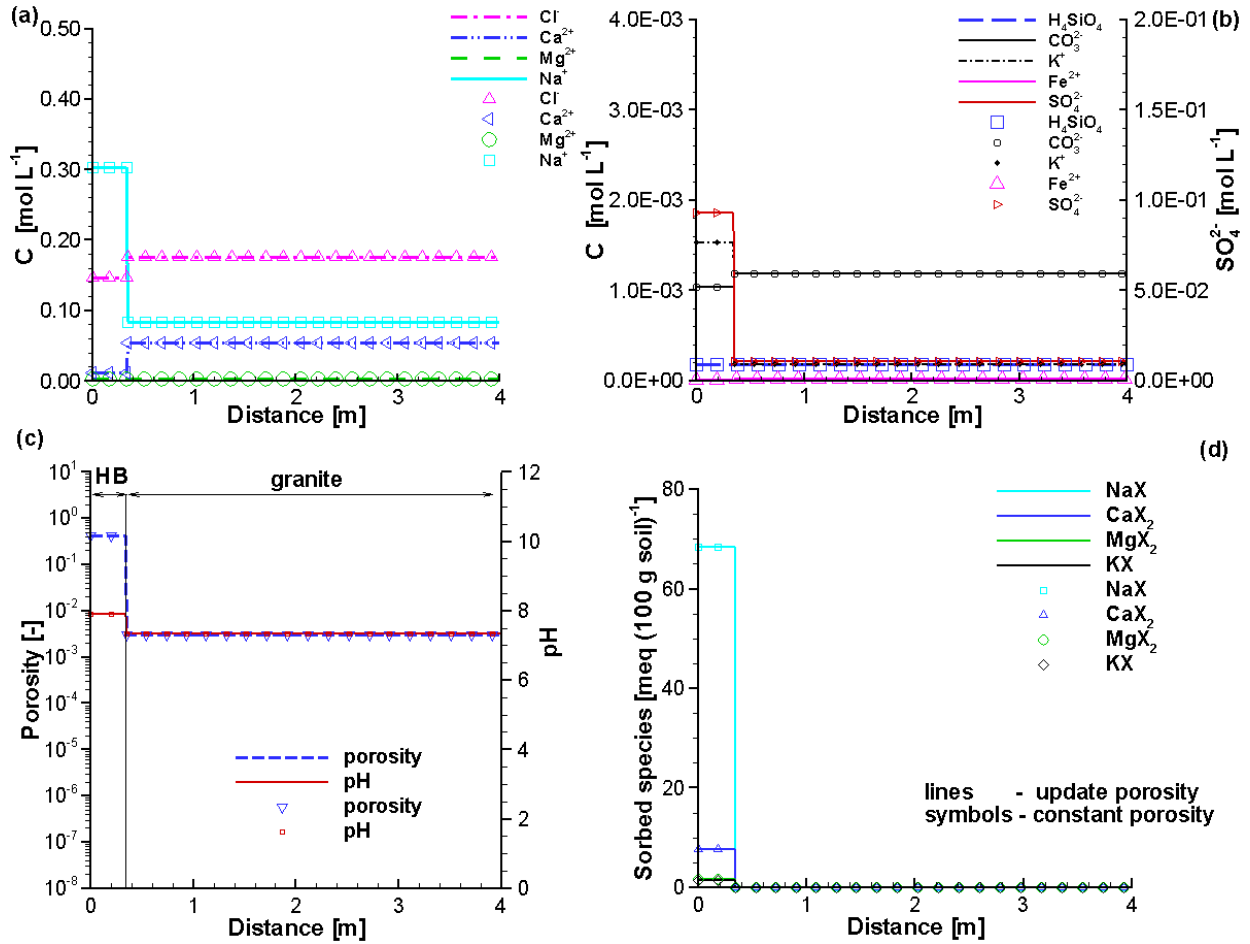 (a)
C [mol L⁻¹]
0.50
0.40
0.30
0.20
0.10
0.00
0 1 2 3 4
Distance [m]
Cl⁻
Ca²⁺
Mg²⁺
Na⁺
Cl⁻
Ca²⁺
Mg²⁺
Na⁺
(b)
C [mol L⁻¹]
4.0E-03
3.0E-03
2.0E-03
1.0E-03
0.0E+00
0 1 2 3 4
Distance [m]
H₄SiO₄
CO₃²⁻
K⁺
Fe²⁺
SO₄²⁻
H₄SiO₄
CO₃²⁻
K⁺
Fe²⁺
SO₄²⁻
2.0E-01
1.5E-01
1.0E-01
5.0E-02
0.0E+00
SO₄²⁻ [mol L⁻¹]
(c)
Porosity [-]
10¹
10⁰
10⁻¹
10⁻²
10⁻³
10⁻⁴
10⁻⁵
10⁻⁶
10⁻⁷
10⁻⁸
HB
granite
porosity
pH
porosity
pH
0 1 2 3 4
Distance [m]
12
10
8
6
4
2
0
pH
(d)
Sorbed species [meq (100 g soil)⁻¹]
80
60
40
20
0
NaX
CaX₂
MgX₂
KX
NaX
CaX₂
MgX₂
KX
lines - update porosity
symbols - constant porosity
0 1 2 3 4
Distance [m]